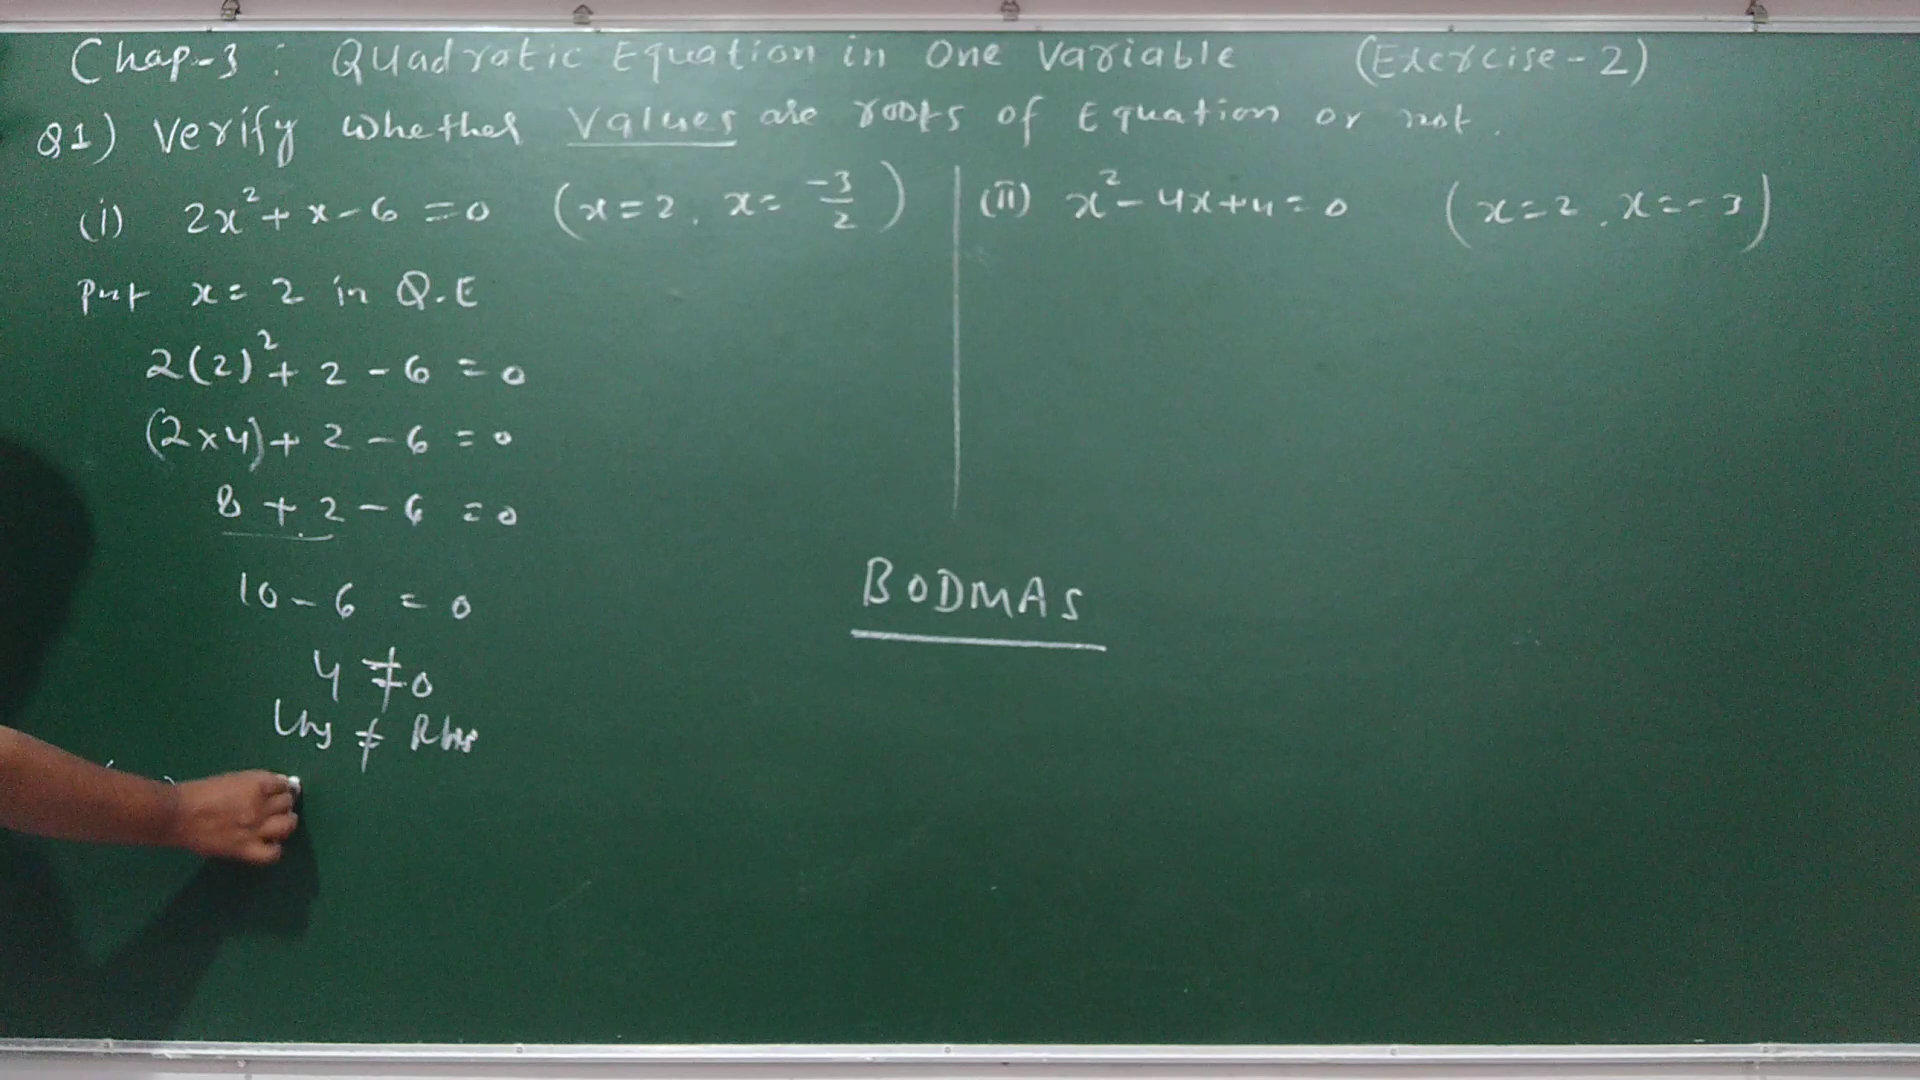 Chap-3 : Quadratic Equation in One Variable (Exercise-2)
Q1) Verify whether Values are roots of Equation or not.
(i) 2x²+x-6=0 (x=2, x=-3/2)
(ii) x²-4x+4=0 (x=2, x=-3)
Put x=2 in Q.E
2(2)²+2-6=0
(2×4)+2-6=0
8+2-6=0
10-6=0
4≠0
Lhs≠Rhs
BODMAS